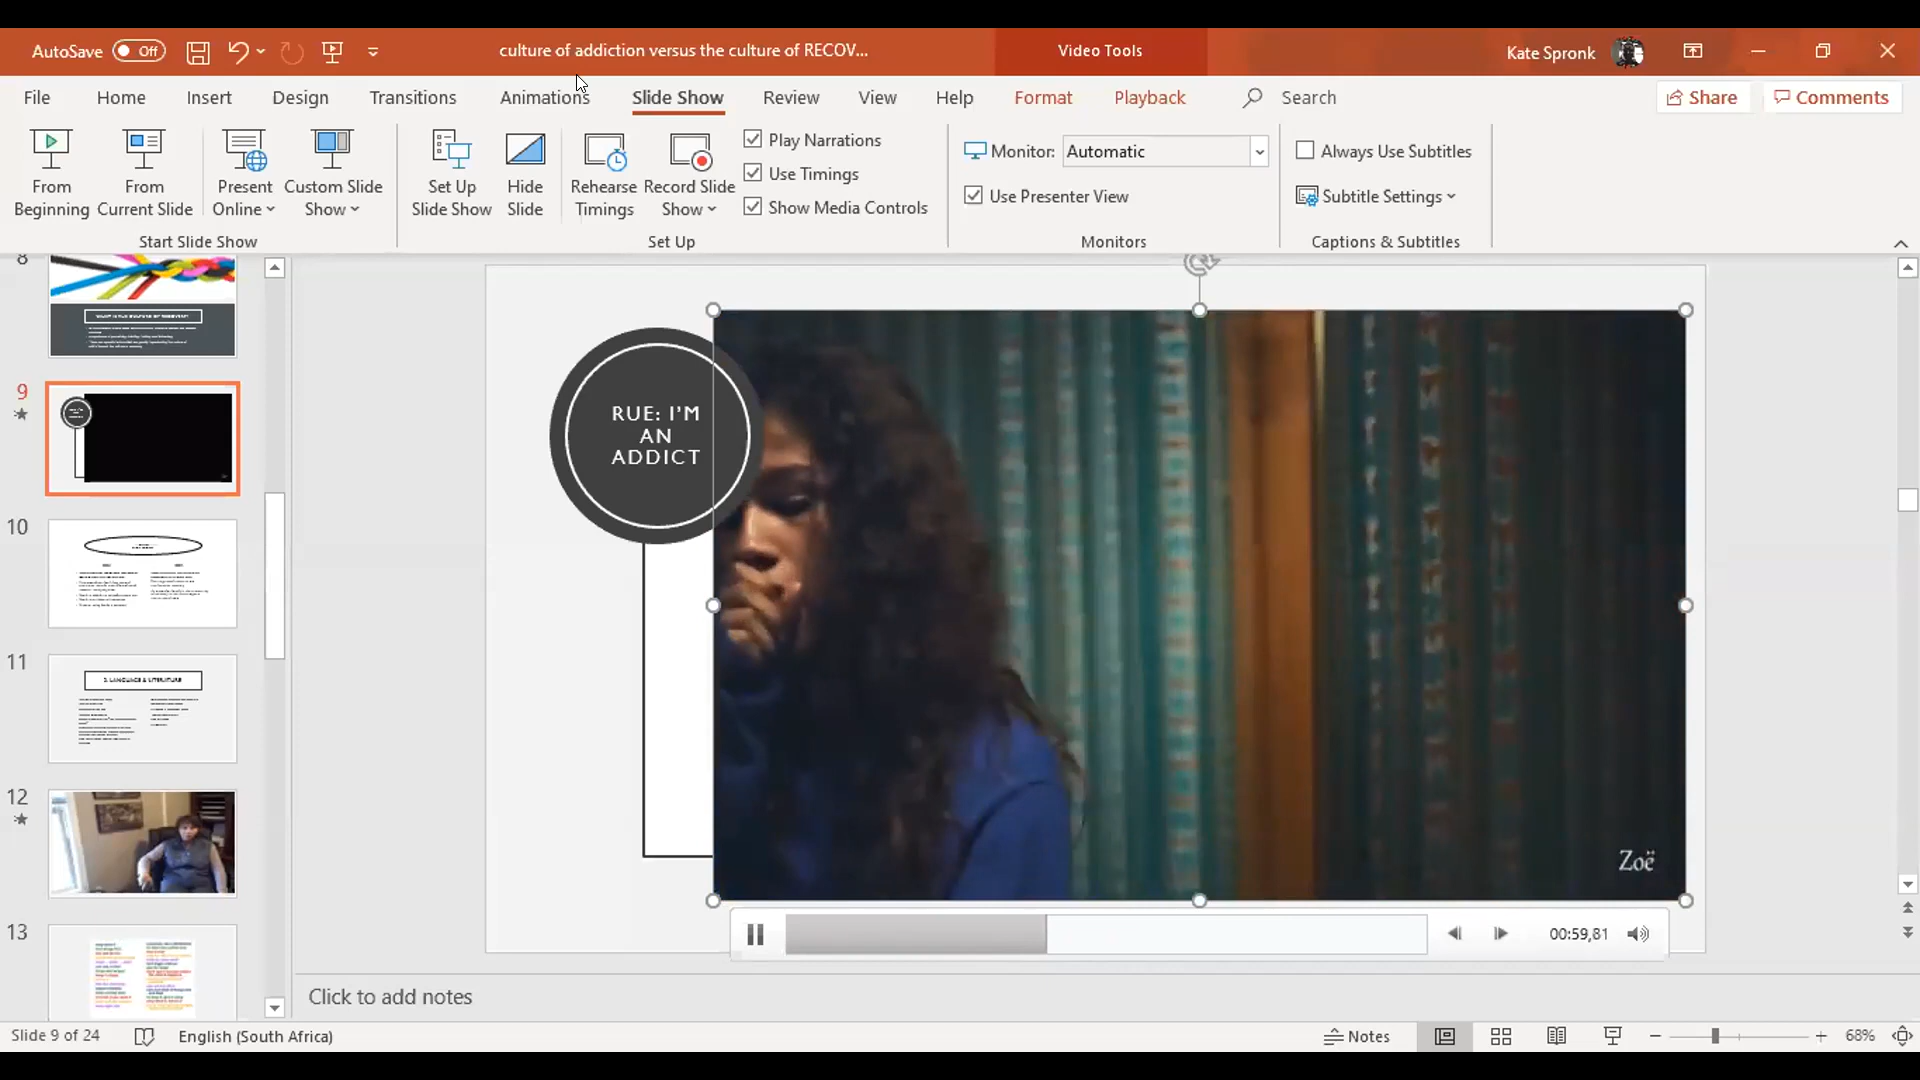 AutoSave Off culture of addiction versus the culture of RECOV... Video Tools Kate Spronk
File Home Insert Design Transitions Animations Slide Show Review View Help Format Playback Search Share Comments
From Beginning
From Current Slide
Present Online
Custom Slide Show
Start Slide Show
Set Up Slide Show
Hide Slide
Rehearse Timings
Record Slide Show
Play Narrations
Use Timings
Show Media Controls
Set Up
Monitor: Automatic
Use Presenter View
Monitors
Always Use Subtitles
Subtitle Settings
Captions & Subtitles
8
9
10
11
2. LANGUAGE & LITERATURE
12
13
RUE: I'M
AN
ADDICT
Zoë
00:59,81
Click to add notes
Slide 9 of 24 English (South Africa) Notes 68%